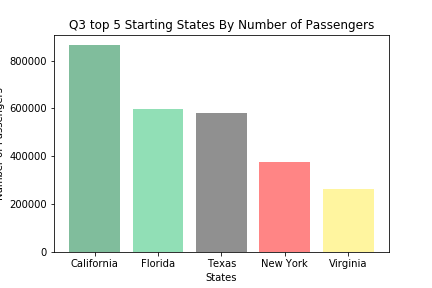 Q3 top 5 Starting States By Number of Passengers
800000
600000
400000
200000
0
Number of Passengers
California Florida Texas New York Virginia
States